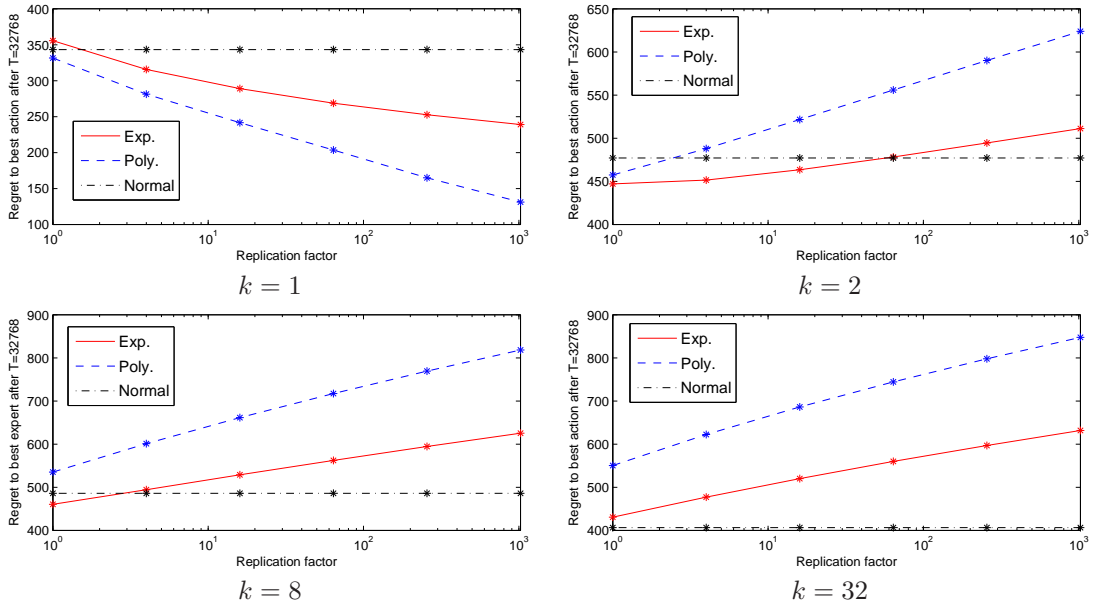 Regret to best action after T=32768
400
350
300
250
200
150
100
Exp.
Poly.
Normal
10^0
10^1
10^2
10^3
Replication factor
k = 1
Regret to best action after T=32768
650
600
550
500
450
400
Exp.
Poly.
Normal
10^0
10^1
10^2
10^3
Replication factor
k = 2
Regret to best expert after T=32768
900
800
700
600
500
400
Exp.
Poly.
Normal
10^0
10^1
10^2
10^3
Replication factor
k = 8
Regret to best action after T=32768
900
800
700
600
500
400
Exp.
Poly.
Normal
10^0
10^1
10^2
10^3
Replication factor
k = 32